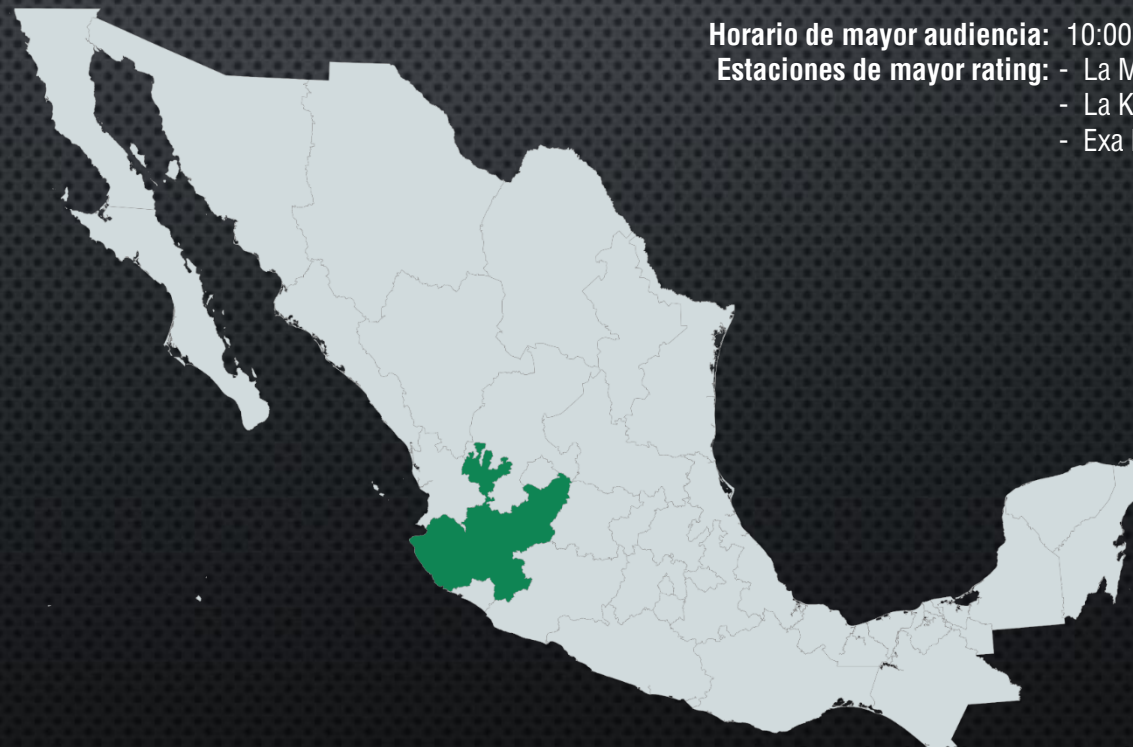 Horario de mayor audiencia: 10:00
Estaciones de mayor rating: - La
- La
- Exa